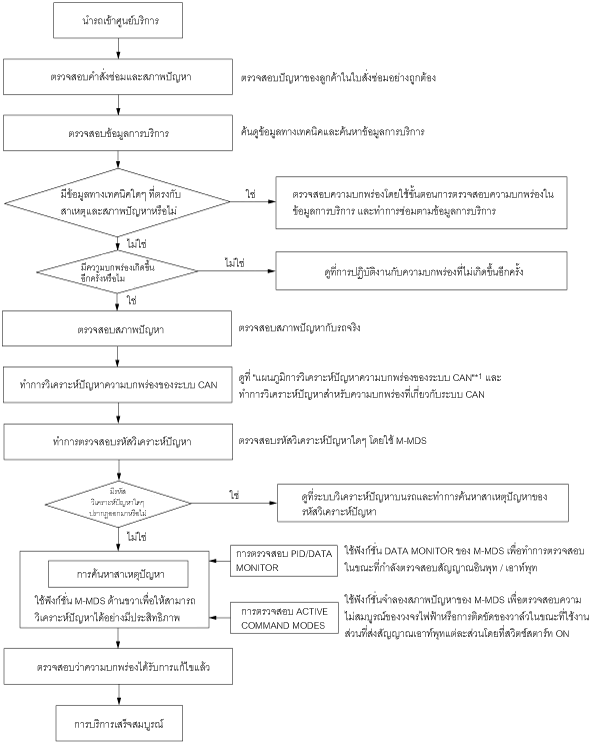 นำรถเข้าศูนย์บริการ
ตรวจสอบคำสั่งซ่อมและสภาพปัญหา
ตรวจสอบปัญหาของลูกค้าในใบสั่งซ่อมอย่างถูกต้อง
ตรวจสอบข้อมูลการบริการ
ค้นดูข้อมูลทางเทคนิคและค้นหาข้อมูลการบริการ
มีข้อมูลทางเทคนิคใดๆ ที่ตรงกับ
สาเหตุและสภาพปัญหาหรือไม่
ใช่
ตรวจสอบความบกพร่องโดยใช้ขั้นตอนการตรวจสอบความบกพร่องใน
ข้อมูลการบริการ และทำการซ่อมตามข้อมูลการบริการ
ไม่ใช่
มีความบกพร่องเกิดขึ้น
อีกครั้งหรือไม่
ไม่ใช่
ดูที่การปฏิบัติงานกับความบกพร่องที่ไม่เกิดขึ้นอีกครั้ง
ใช่
ตรวจสอบสภาพปัญหา
ตรวจสอบสภาพปัญหากับรถจริง
ทำการวิเคราะห์ปัญหาความบกพร่องของระบบ CAN
ดูที่ "แผนภูมิการวิเคราะห์ปัญหาความบกพร่องของระบบ CAN"*1 และ
ทำการวิเคราะห์ปัญหาสำหรับความบกพร่องที่เกี่ยวกับระบบ CAN
ทำการตรวจสอบรหัสวิเคราะห์ปัญหา
ตรวจสอบรหัสวิเคราะห์ปัญหาใดๆ โดยใช้ M-MDS
มีรหัส
วิเคราะห์ปัญหาใดๆ
ปรากฏออกมาหรือไม่
ใช่
ดูที่ระบบวิเคราะห์ปัญหาบนรถและทำการค้นหาสาเหตุปัญหาของ
รหัสวิเคราะห์ปัญหา
ไม่ใช่
การค้นหาสาเหตุปัญหา
ใช้ฟังก์ชั่น M-MDS ด้านขวาเพื่อให้สามารถ
วิเคราะห์ปัญหาได้อย่างมีประสิทธิภาพ
การตรวจสอบ PID/DATA
MONITOR
ใช้ฟังก์ชั่น DATA MONITOR ของ M-MDS เพื่อทำการตรวจสอบ
ในขณะที่กำลังตรวจสอบสัญญาณอินพุท / เอาท์พุท
การตรวจสอบ ACTIVE
COMMAND MODES
ใช้ฟังก์ชั่นจำลองสภาพปัญหาของ M-MDS เพื่อตรวจสอบความ
ไม่สมบูรณ์ของวงจรไฟฟ้าหรือการติดขัดของวาล์วในขณะที่ใช้งาน
ส่วนที่ส่งสัญญาณเอาท์พุทแต่ละส่วนโดยที่สวิตช์สตาร์ท ON
ตรวจสอบว่าความบกพร่องได้รับการแก้ไขแล้ว
การบริการเสร็จสมบูรณ์